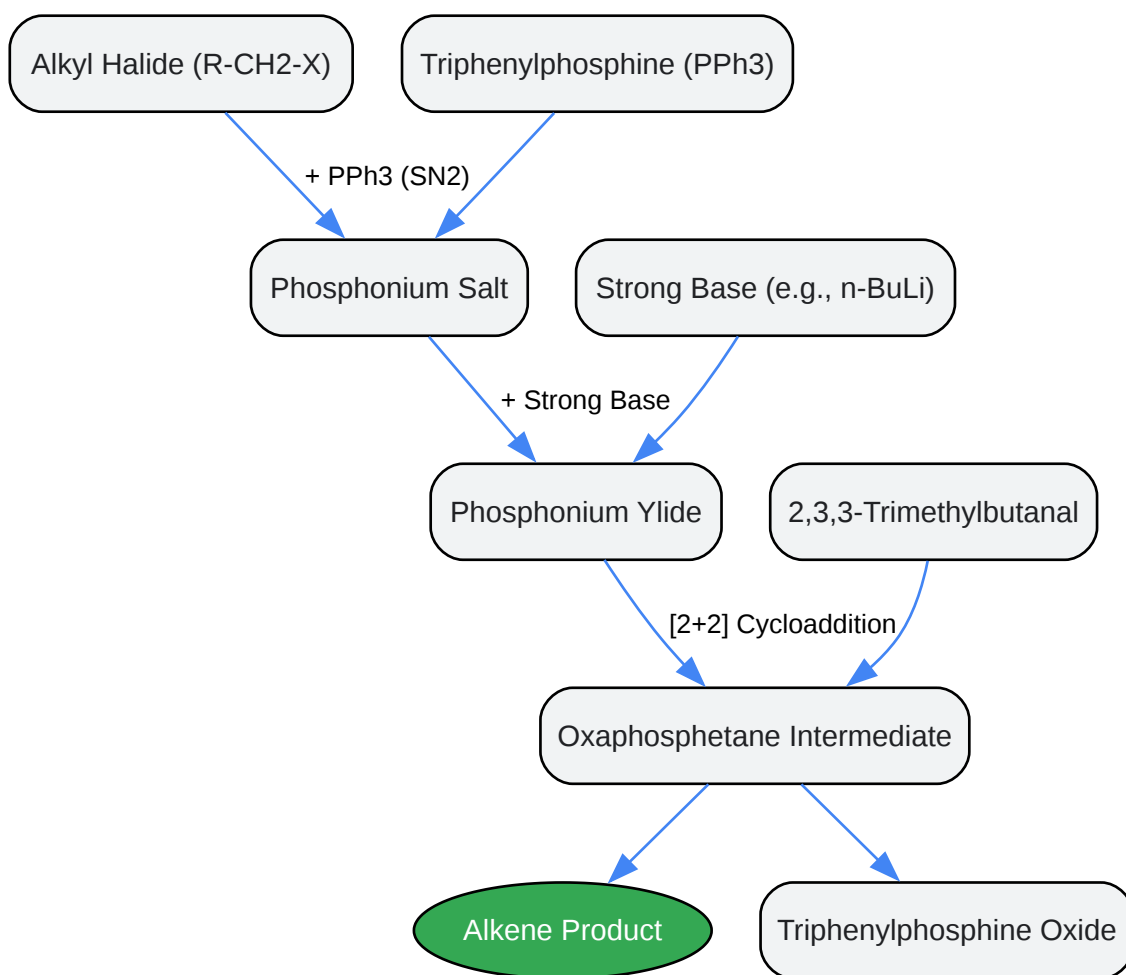 Alkyl Halide (R-CH2-X)
Triphenylphosphine (PPh3)
+ PPh3 (SN2)
Phosphonium Salt
Strong Base (e.g., n-BuLi)
+ Strong Base
Phosphonium Ylide
2,3,3-Trimethylbutanal
[2+2] Cycloaddition
Oxaphosphetane Intermediate
Alkene Product
Triphenylphosphine Oxide